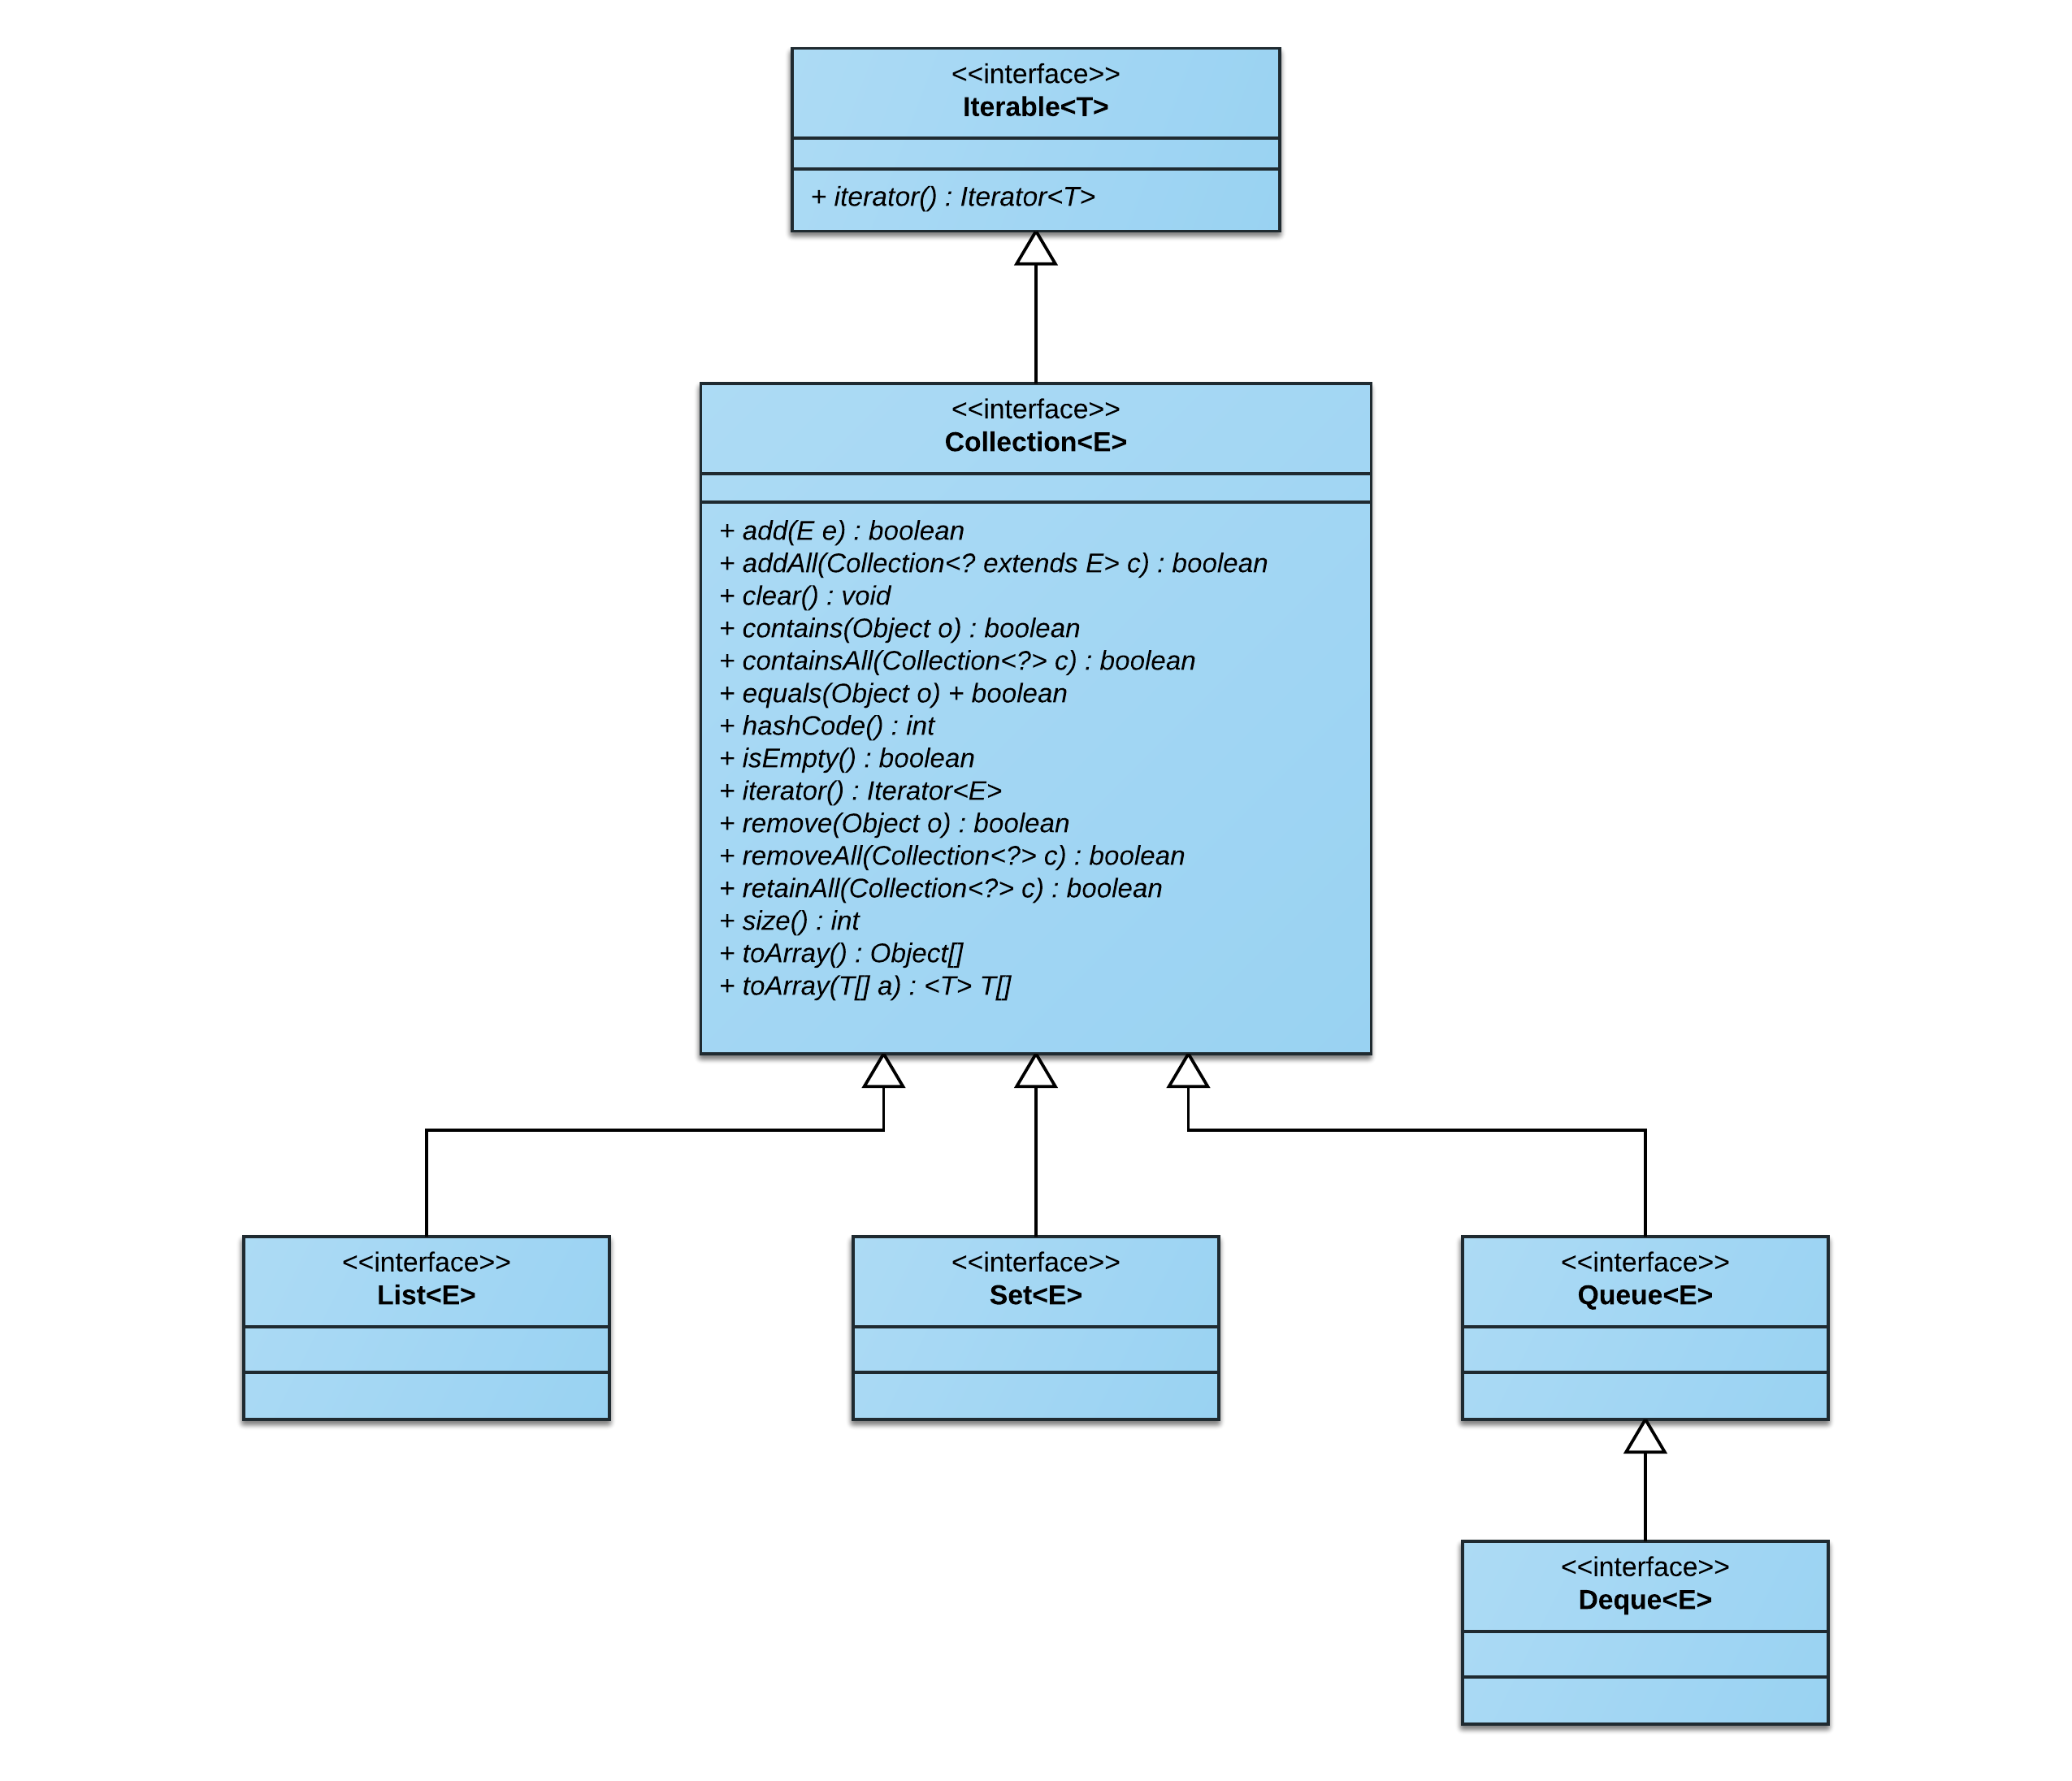 <<interface>>
Iterable<T>
+ iterator() : Iterator<T>
<<interface>>
Collection<E>
+ add(E e) : boolean
+ addAll(Collection<? extends E> c) : boolean
+ clear() : void
+ contains(Object o) : boolean
+ containsAll(Collection<?> c) : boolean
+ equals(Object o) + boolean
+ hashCode() : int
+ isEmpty() : boolean
+ iterator() : Iterator<E>
+ remove(Object o) : boolean
+ removeAll(Collection<?> c) : boolean
+ retainAll(Collection<?> c) : boolean
+ size() : int
+ toArray() : Object[]
+ toArray(T[] a) : <T> T[]
<<interface>>
List<E>
<<interface>>
Set<E>
<<interface>>
Queue<E>
<<interface>>
Deque<E>